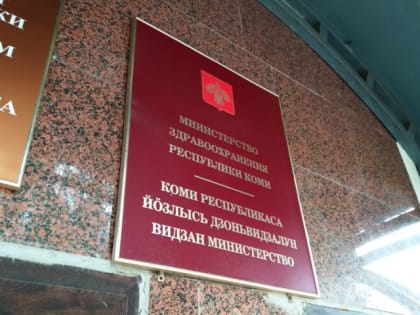 МИНИСТЕРСТВО
ЗДРАВООХРАНЕНИЯ
РЕСПУБЛИКИ КОМИ
КОМИ РЕСПУБЛИКАСА
ЙӦЗЛЫСЬ ДЗОНЬВИДЗАЛУН
ВИДЗАН МИНИСТЕРСТВО